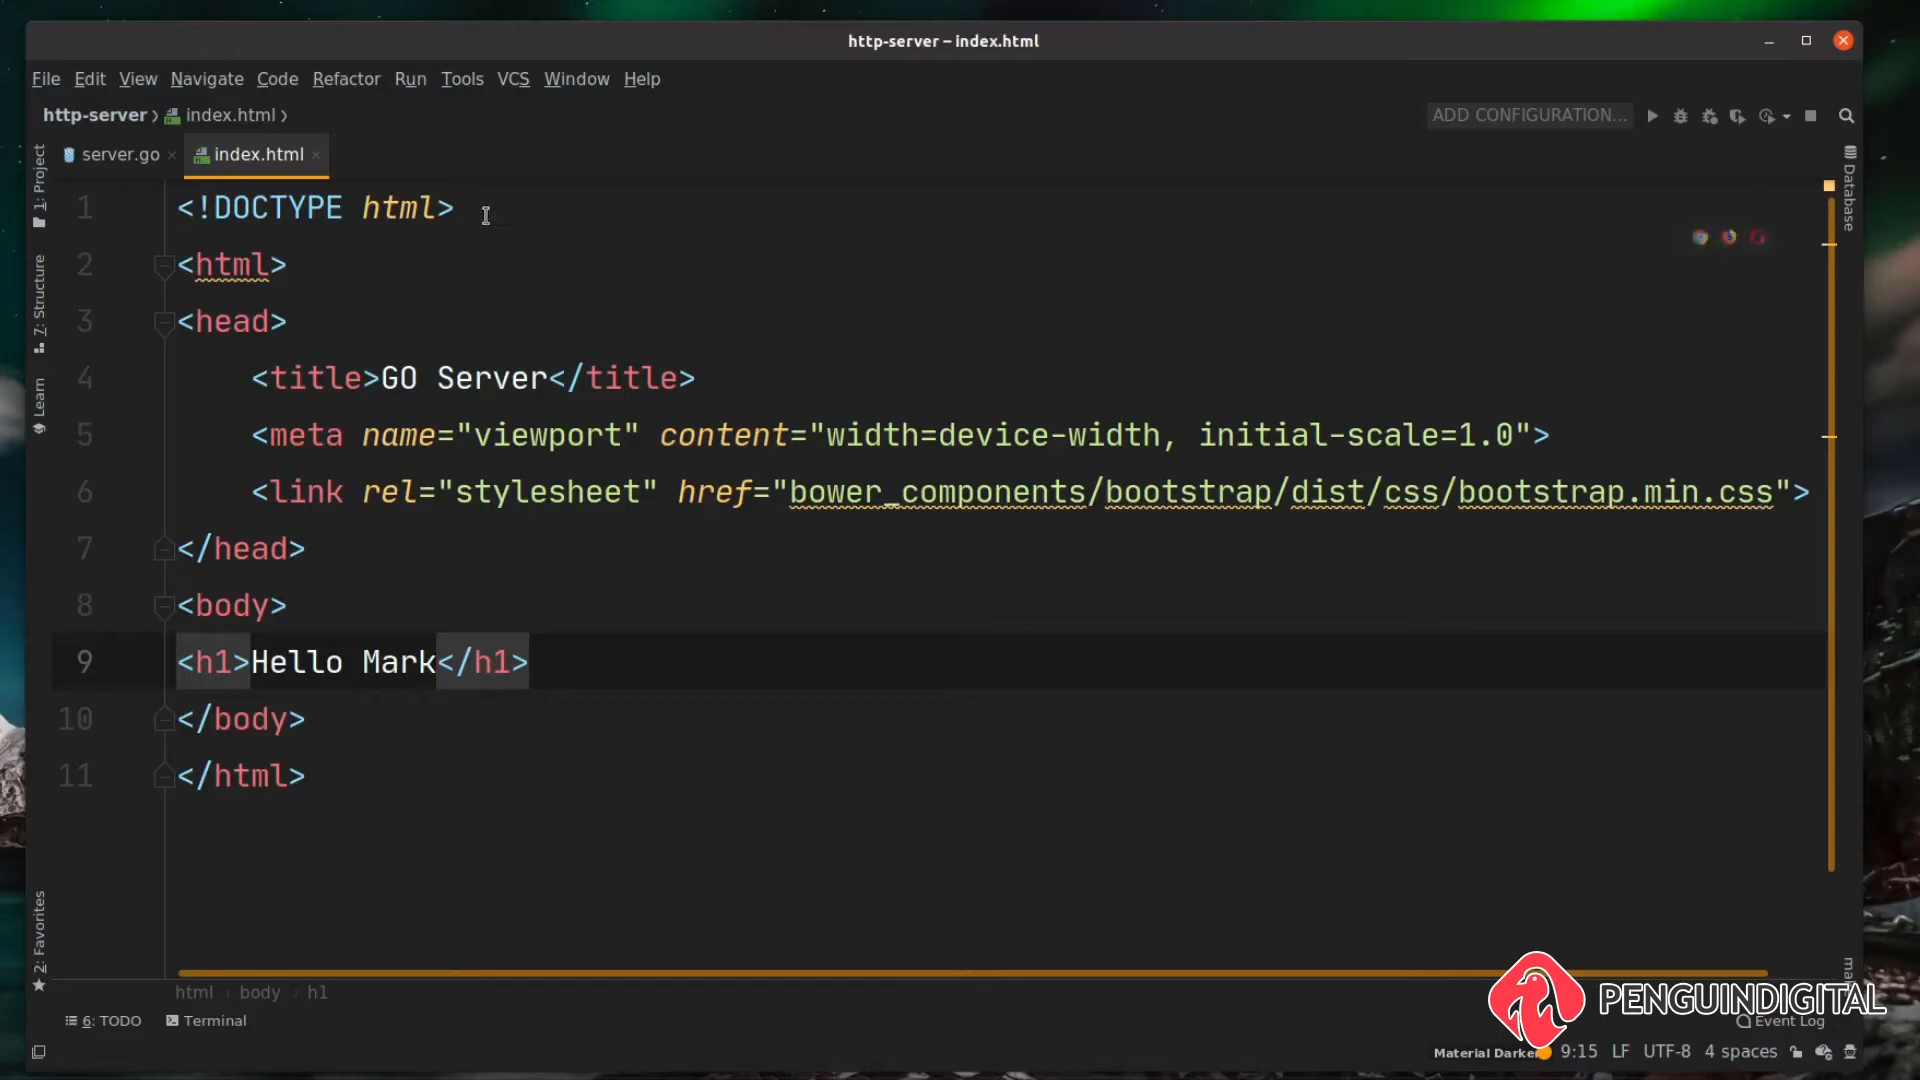 http-server – index.html
File Edit View Navigate Code Refactor Run Tools VCS Window Help
http-server index.html
ADD CONFIGURATION...
server.go
index.html
1: Project
7: Structure
Learn
2: Favorites
Database
1 <!DOCTYPE html>
2 <html>
3 <head>
4 <title>GO Server</title>
5 <meta name="viewport" content="width=device-width, initial-scale=1.0">
6 <link rel="stylesheet" href="bower_components/bootstrap/dist/css/bootstrap.min.css">
7 </head>
8 <body>
9 <h1>Hello Mark</h1>
10 </body>
11 </html>
html › body › h1
PENGUINDIGITAL
6: TODO Terminal
Event Log
Material Darker 9:15 LF UTF-8 4 spaces